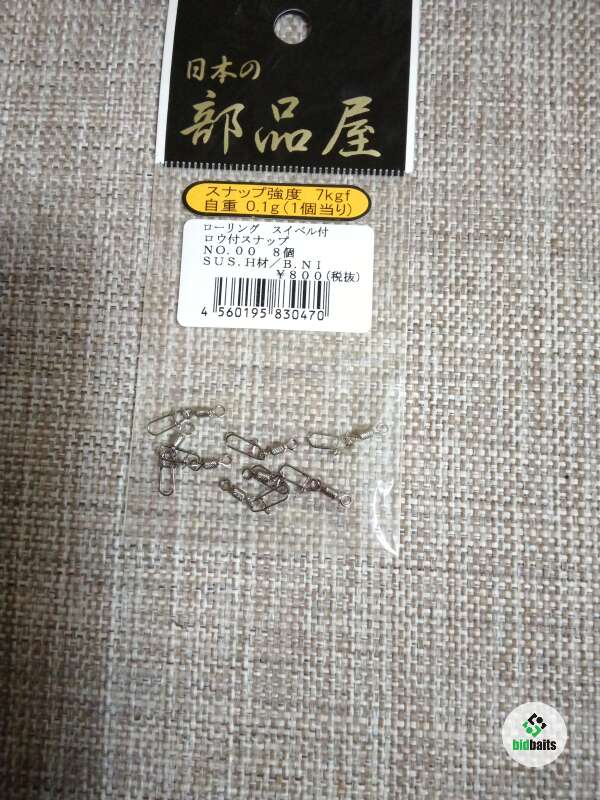 日本の
部品屋
スナップ強度 7kgf
自重 0.1g(1個当り)
ローリング スイベル付
ロウ付スナップ
NO.00 8個
SUS.H材/B.NI
¥800(税抜)
4 560195 830470
bidbaits